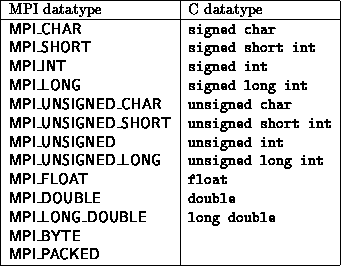 MPI datatype C datatype
MPI_CHAR signed char
MPI_SHORT signed short int
MPI_INT signed int
MPI_LONG signed long int
MPI_UNSIGNED_CHAR unsigned char
MPI_UNSIGNED_SHORT unsigned short int
MPI_UNSIGNED unsigned int
MPI_UNSIGNED_LONG unsigned long int
MPI_FLOAT float
MPI_DOUBLE double
MPI_LONG_DOUBLE long double
MPI_BYTE
MPI_PACKED